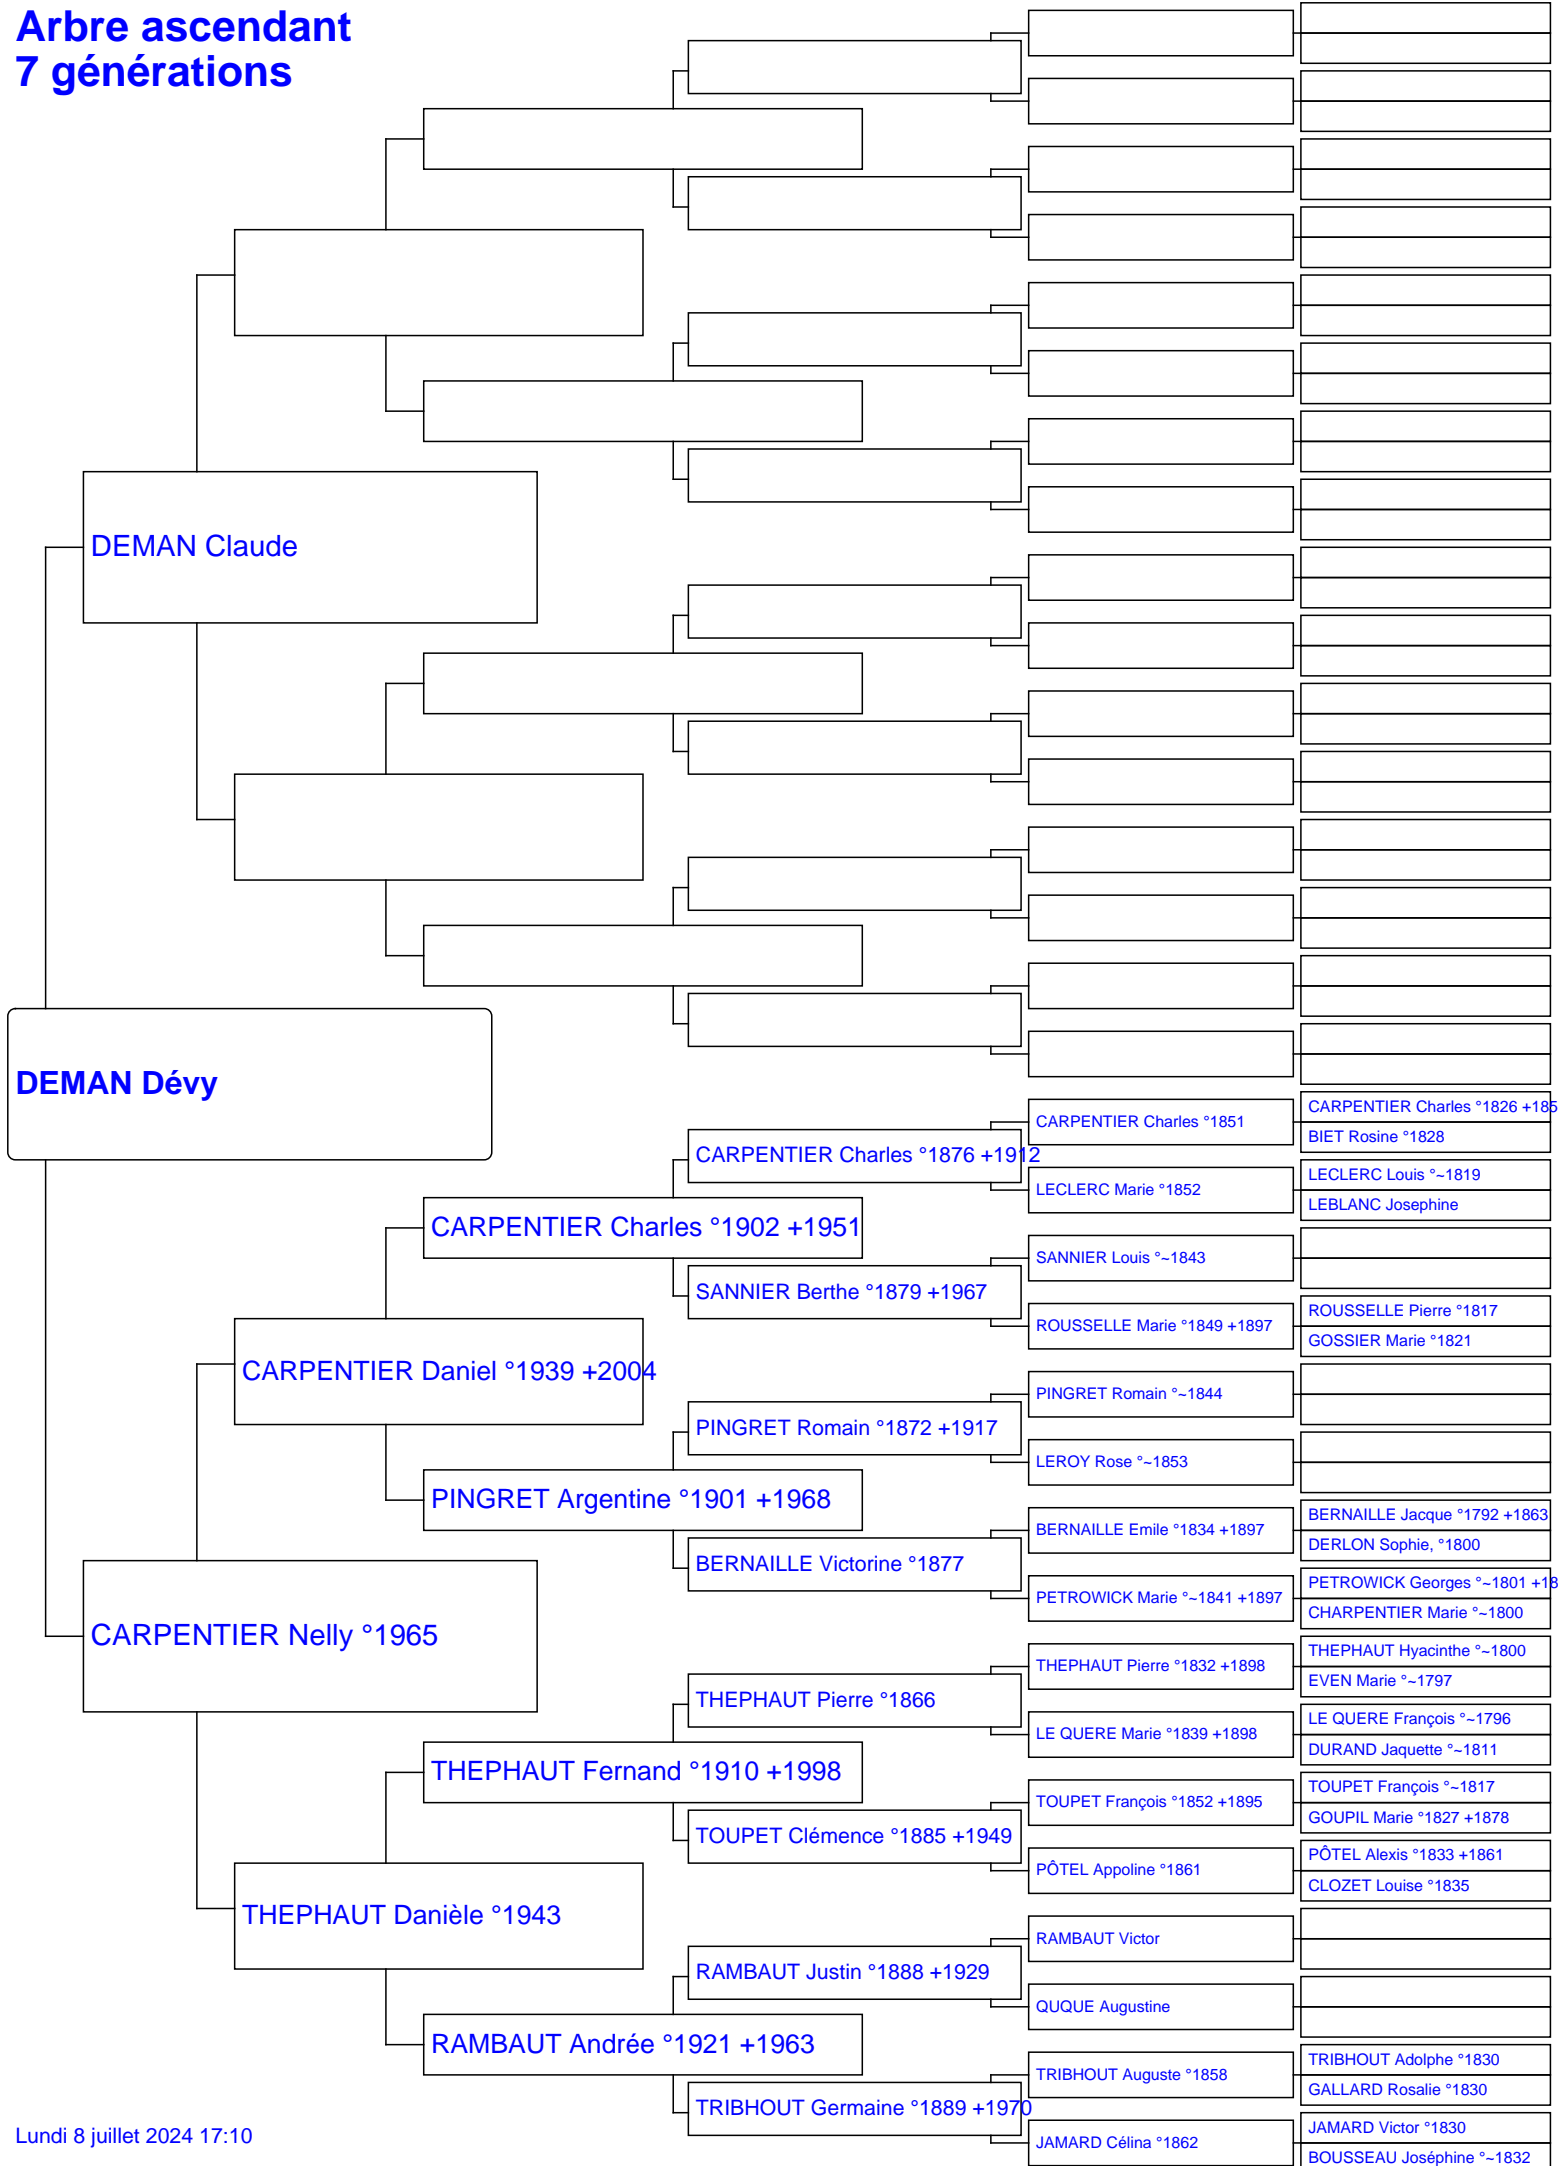 Arbre ascendant
7 générations
DEMAN Claude
DEMAN Dévy
CARPENTIER Charles °1826 +185
CARPENTIER Charles °1851
BIET Rosine °1828
CARPENTIER Charles °1876 +1912
LECLERC Louis °~1819
LECLERC Marie °1852
LEBLANC Josephine
CARPENTIER Charles °1902 +1951
SANNIER Louis °~1843
SANNIER Berthe °1879 +1967
ROUSSELLE Pierre °1817
ROUSSELLE Marie °1849 +1897
GOSSIER Marie °1821
CARPENTIER Daniel °1939 +2004
PINGRET Romain °~1844
PINGRET Romain °1872 +1917
LEROY Rose °~1853
PINGRET Argentine °1901 +1968
BERNAILLE Jacque °1792 +1863
BERNAILLE Emile °1834 +1897
DERLON Sophie, °1800
BERNAILLE Victorine °1877
PETROWICK Georges °~1801 +18
PETROWICK Marie °~1841 +1897
CHARPENTIER Marie °~1800
CARPENTIER Nelly °1965
THEPHAUT Hyacinthe °~1800
THEPHAUT Pierre °1832 +1898
EVEN Marie °~1797
THEPHAUT Pierre °1866
LE QUERE François °~1796
LE QUERE Marie °1839 +1898
DURAND Jaquette °~1811
THEPHAUT Fernand °1910 +1998
TOUPET François °~1817
TOUPET François °1852 +1895
GOUPIL Marie °1827 +1878
TOUPET Clémence °1885 +1949
PÔTEL Alexis °1833 +1861
PÔTEL Appoline °1861
CLOZET Louise °1835
THEPHAUT Danièle °1943
RAMBAUT Victor
RAMBAUT Justin °1888 +1929
QUQUE Augustine
RAMBAUT Andrée °1921 +1963
TRIBHOUT Adolphe °1830
TRIBHOUT Auguste °1858
GALLARD Rosalie °1830
TRIBHOUT Germaine °1889 +1970
JAMARD Victor °1830
JAMARD Célina °1862
BOUSSEAU Joséphine °~1832
Lundi 8 juillet 2024 17:10